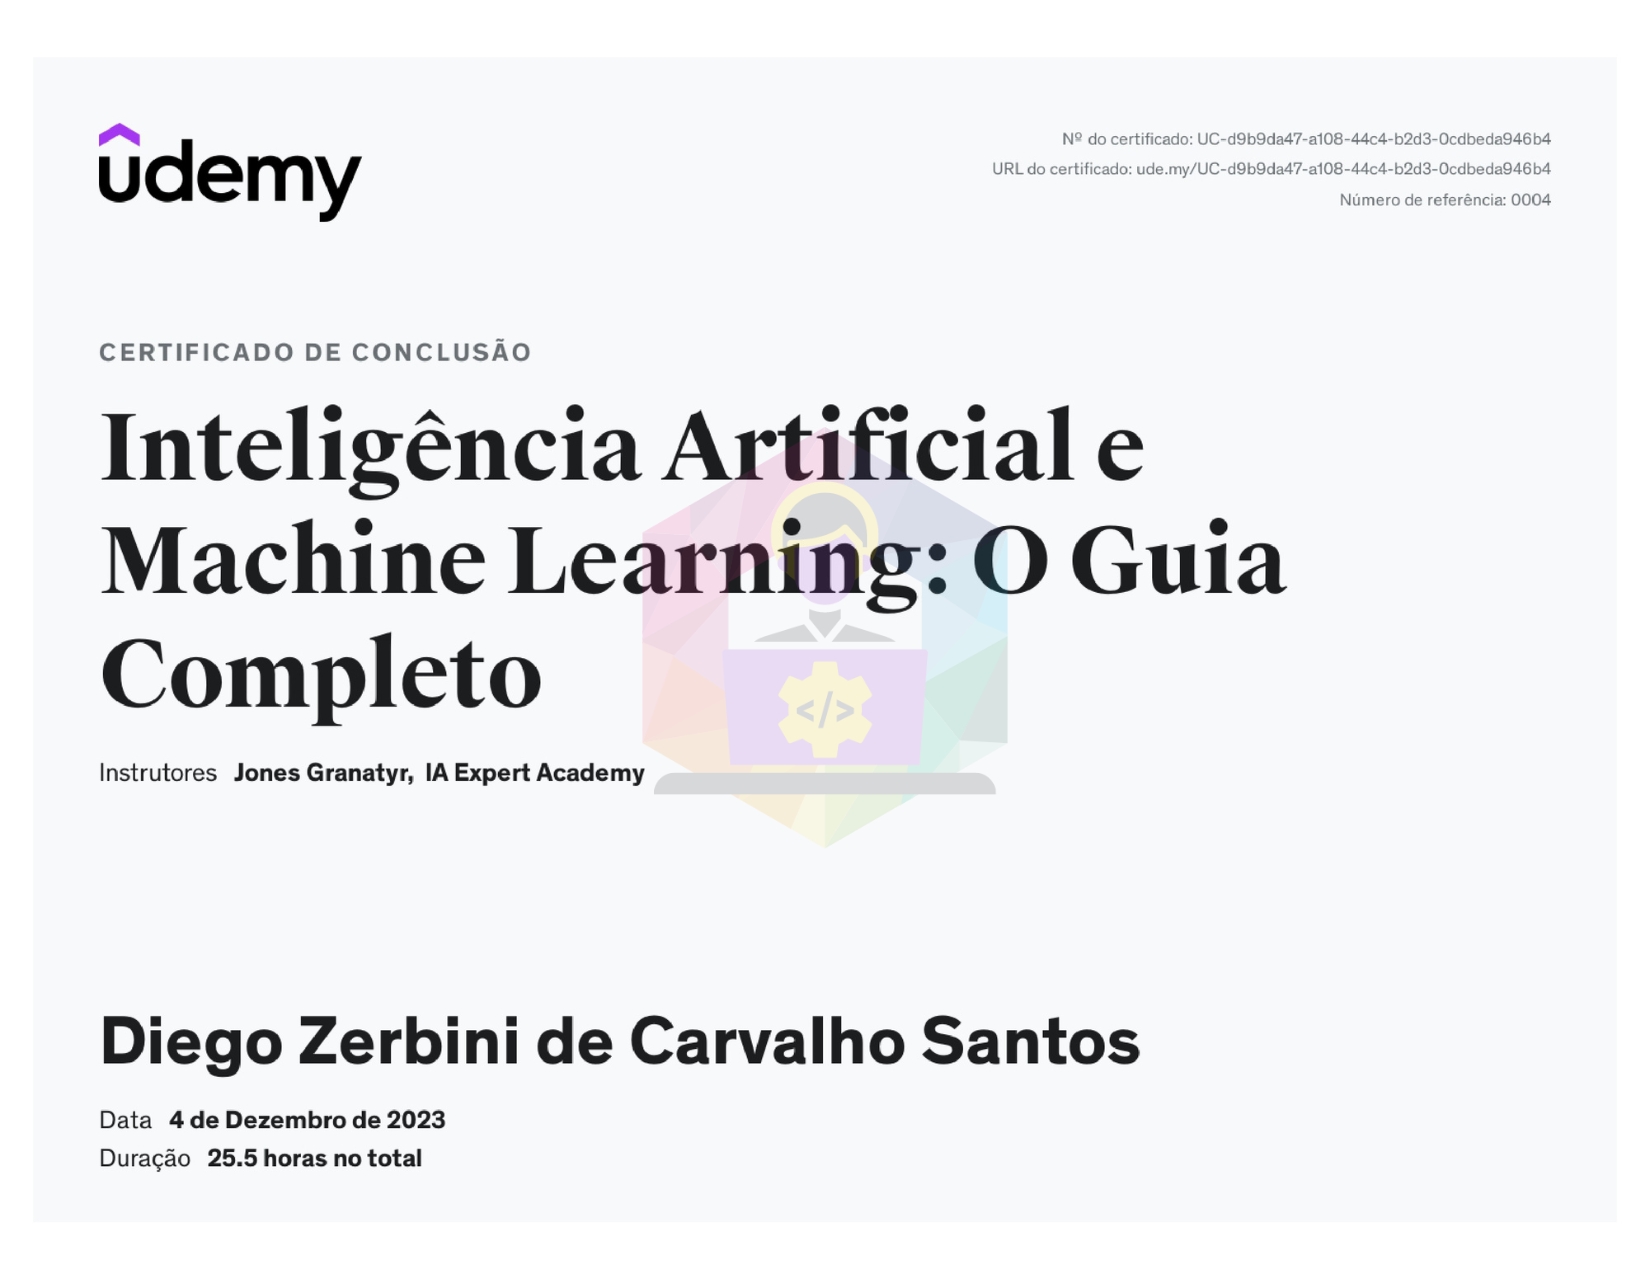 udemy
Nº do certificado: UC-d9b9da47-a108-44c4-b2d3-0cdbeda946b4
URL do certificado: ude.my/UC-d9b9da47-a108-44c4-b2d3-0cdbeda946b4
Número de referência: 0004
CERTIFICADO DE CONCLUSÃO
Inteligência Artificial e
Machine Learning: O Guia
Completo
Instrutores Jones Granatyr, IA Expert Academy
</>
Diego Zerbini de Carvalho Santos
Data 4 de Dezembro de 2023
Duração 25.5 horas no total